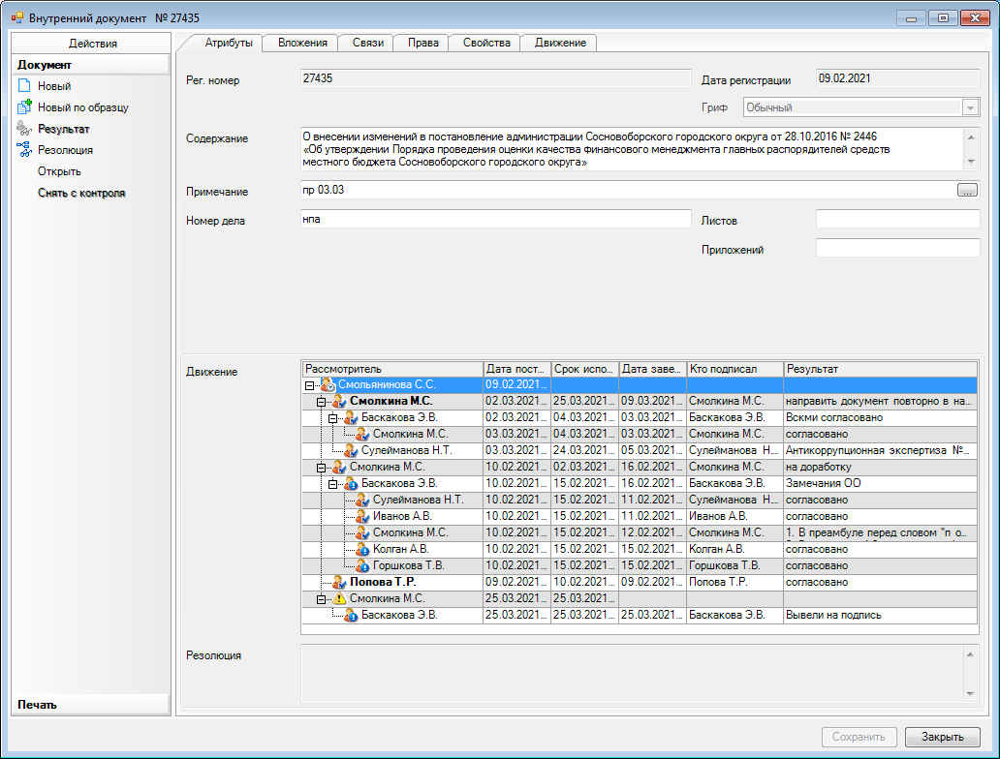 Внутренний документ № 27435
Действия
Документ
Новый
Новый по образцу
Результат
Резолюция
Открыть
Снять с контроля
Печать
Атрибуты Вложения Связи Права Свойства Движение
Рег. номер 27435 Дата регистрации 09.02.2021
Гриф Обычный
Содержание
О внесении изменений в постановление администрации Сосновоборского городского округа от 28.10.2016 № 2446
«Об утверждении Порядка проведения оценки качества финансового менеджмента главных распорядителей средств
местного бюджета Сосновоборского городского округа»
Примечание пр 03.03 ...
Номер дела нпа Листов
Приложений
Движение
Рассмотритель Дата пост... Срок испо... Дата заве... Кто подписал Результат
Смольянинова С.С. 09.02.2021...
Смолкина М.С. 02.03.2021... 25.03.2021... 09.03.2021... Смолкина М.С. направить документ повторно в на...
Баскакова Э.В. 02.03.2021... 04.03.2021... 03.03.2021... Баскакова Э.В. Вскми согласовано
Смолкина М.С. 03.03.2021... 04.03.2021... 03.03.2021... Смолкина М.С. согласовано
Сулейманова Н.Т. 03.03.2021... 24.03.2021... 05.03.2021... Сулейманова Н... Антикоррупционная экспертиза №...
Смолкина М.С. 10.02.2021... 02.03.2021... 16.02.2021... Смолкина М.С. на доработку
Баскакова Э.В. 10.02.2021... 15.02.2021... 16.02.2021... Баскакова Э.В. Замечания ОО
Сулейманова Н.Т. 10.02.2021... 15.02.2021... 11.02.2021... Сулейманова Н... согласовано
Иванов А.В. 10.02.2021... 15.02.2021... 11.02.2021... Иванов А.В. согласовано
Смолкина М.С. 10.02.2021... 15.02.2021... 12.02.2021... Смолкина М.С. 1. В преамбуле перед словом "п о...
Колган А.В. 10.02.2021... 15.02.2021... 15.02.2021... Колган А.В. согласовано
Горшкова Т.В. 10.02.2021... 15.02.2021... 15.02.2021... Горшкова Т.В. согласовано
Попова Т.Р. 09.02.2021... 10.02.2021... 09.02.2021... Попова Т.Р. согласовано
Смолкина М.С. 25.03.2021... 25.03.2021...
Баскакова Э.В. 25.03.2021... 25.03.2021... 25.03.2021... Баскакова Э.В. Вывели на подпись
Резолюция
Сохранить Закрыть